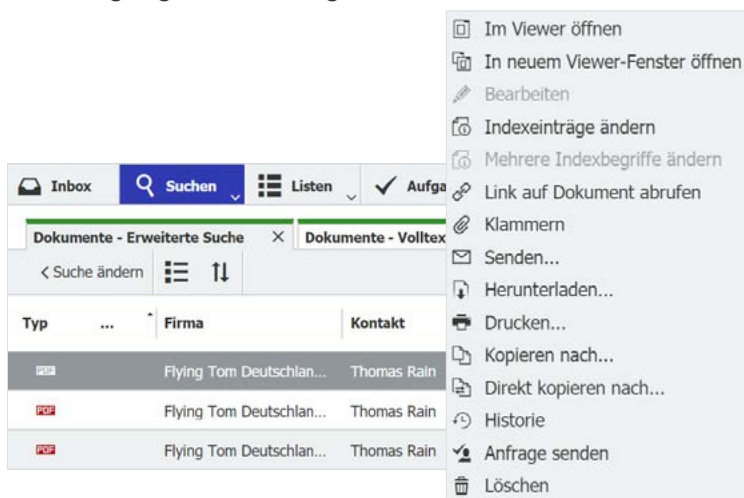 Im Viewer öffnen
In neuem Viewer-Fenster öffnen
Bearbeiten
Indexeinträge ändern
Mehrere Indexbegriffe ändern
Link auf Dokument abrufen
Klammern
Senden...
Herunterladen...
Drucken...
Kopieren nach...
Direkt kopieren nach...
Historie
Anfrage senden
Löschen
Inbox Suchen Listen Aufga
Dokumente - Erweiterte Suche × Dokumente - Volltex
< Suche ändern
Typ ... Firma Kontakt
PDF Flying Tom Deutschlan... Thomas Rain
PDF Flying Tom Deutschlan... Thomas Rain
PDF Flying Tom Deutschlan... Thomas Rain